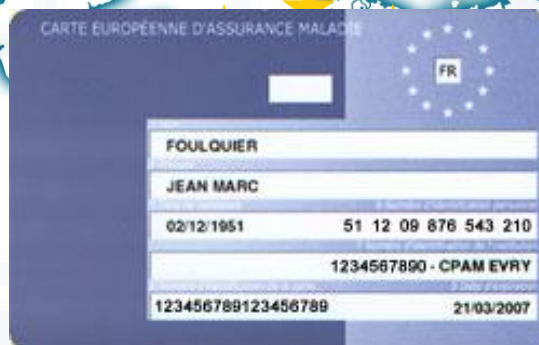 CARTE EUROPÉENNE D'ASSURANCE MALADIE
FR
FOULQUIER
JEAN MARC
02/12/1951 51 12 09 876 543 210
1234567890 - CPAM EVRY
123456789123456789 21/03/2007